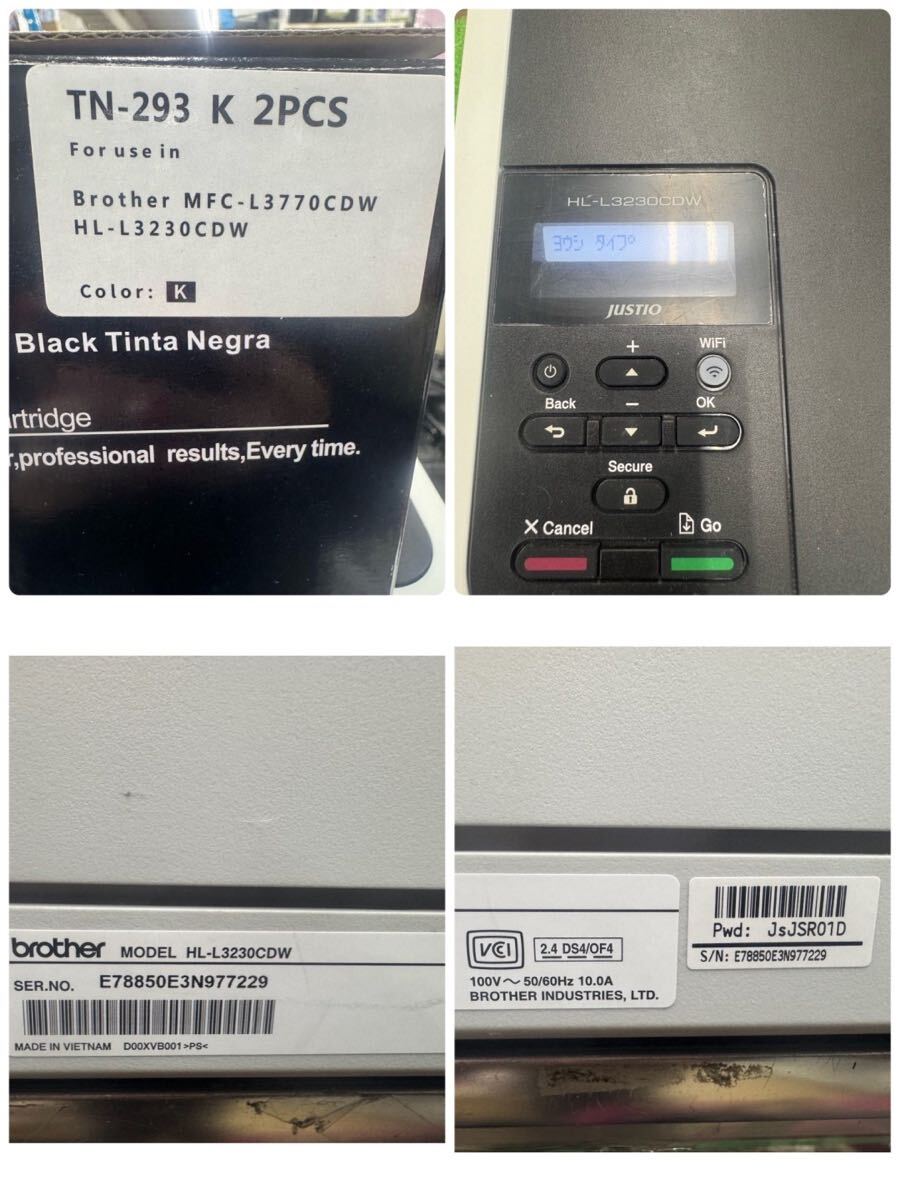 TN-293 K 2PCS
For use in
Brother MFC-L3770CDW
HL-L3230CDW
Color: K
Black Tinta Negra
rtridge
,professional results,Every time.
HL-L3230CDW
ヨウシ タイプ
JUSTIO
+
WiFi
Back
−
OK
Secure
X Cancel
Go
brother MODEL HL-L3230CDW
SER.NO. E78850E3N977229
MADE IN VIETNAM D00XVB001>PS<
VCI
2.4 DS4/OF4
100V～ 50/60Hz 10.0A
BROTHER INDUSTRIES, LTD.
Pwd: JsJSR01D
S/N: E78850E3N977229